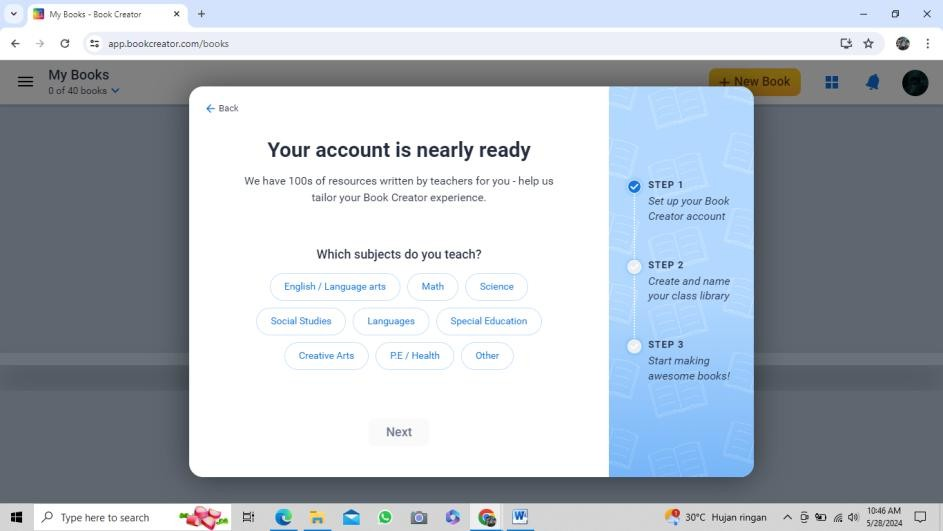 My Books - Book Creator
app.bookcreator.com/books
My Books
0 of 40 books
+ New Book
Back
Your account is nearly ready
We have 100s of resources written by teachers for you - help us
tailor your Book Creator experience.
Which subjects do you teach?
English / Language arts
Math
Science
Social Studies
Languages
Special Education
Creative Arts
P.E / Health
Other
Next
STEP 1
Set up your Book
Creator account
STEP 2
Create and name
your class library
STEP 3
Start making
awesome books!
Type here to search
30°C Hujan ringan
10:46 AM
5/28/2024